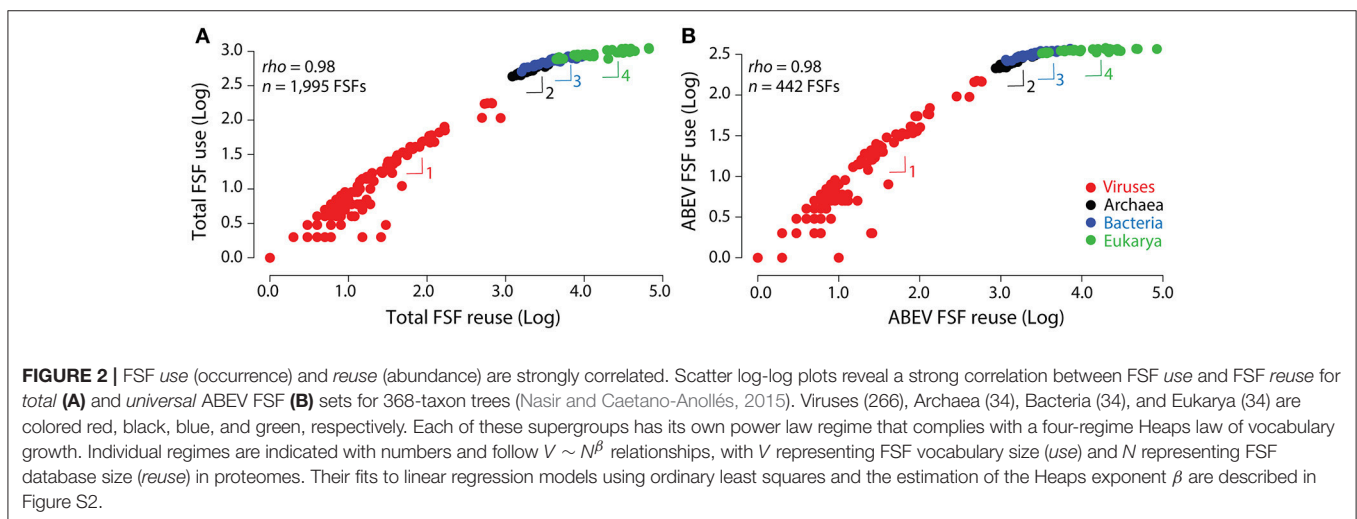 A
B
3.0
2.5
2.0
1.5
1.0
0.5
0.0
Total FSF use (Log)
rho = 0.98
n = 1,995 FSFs
1
2
3
4
0.0 1.0 2.0 3.0 4.0 5.0
Total FSF reuse (Log)
2.5
2.0
1.5
1.0
0.5
0.0
ABEV FSF use (Log)
rho = 0.98
n = 442 FSFs
1
2
3
4
Viruses
Archaea
Bacteria
Eukarya
0.0 1.0 2.0 3.0 4.0 5.0
ABEV FSF reuse (Log)
FIGURE 2 | FSF use (occurrence) and reuse (abundance) are strongly correlated. Scatter log-log plots reveal a strong correlation between FSF use and FSF reuse for
total (A) and universal ABEV FSF (B) sets for 368-taxon trees (Nasir and Caetano-Anollés, 2015). Viruses (266), Archaea (34), Bacteria (34), and Eukarya (34) are
colored red, black, blue, and green, respectively. Each of these supergroups has its own power law regime that complies with a four-regime Heaps law of vocabulary
growth. Individual regimes are indicated with numbers and follow V ∼ N^β relationships, with V representing FSF vocabulary size (use) and N representing FSF
database size (reuse) in proteomes. Their fits to linear regression models using ordinary least squares and the estimation of the Heaps exponent β are described in
Figure S2.